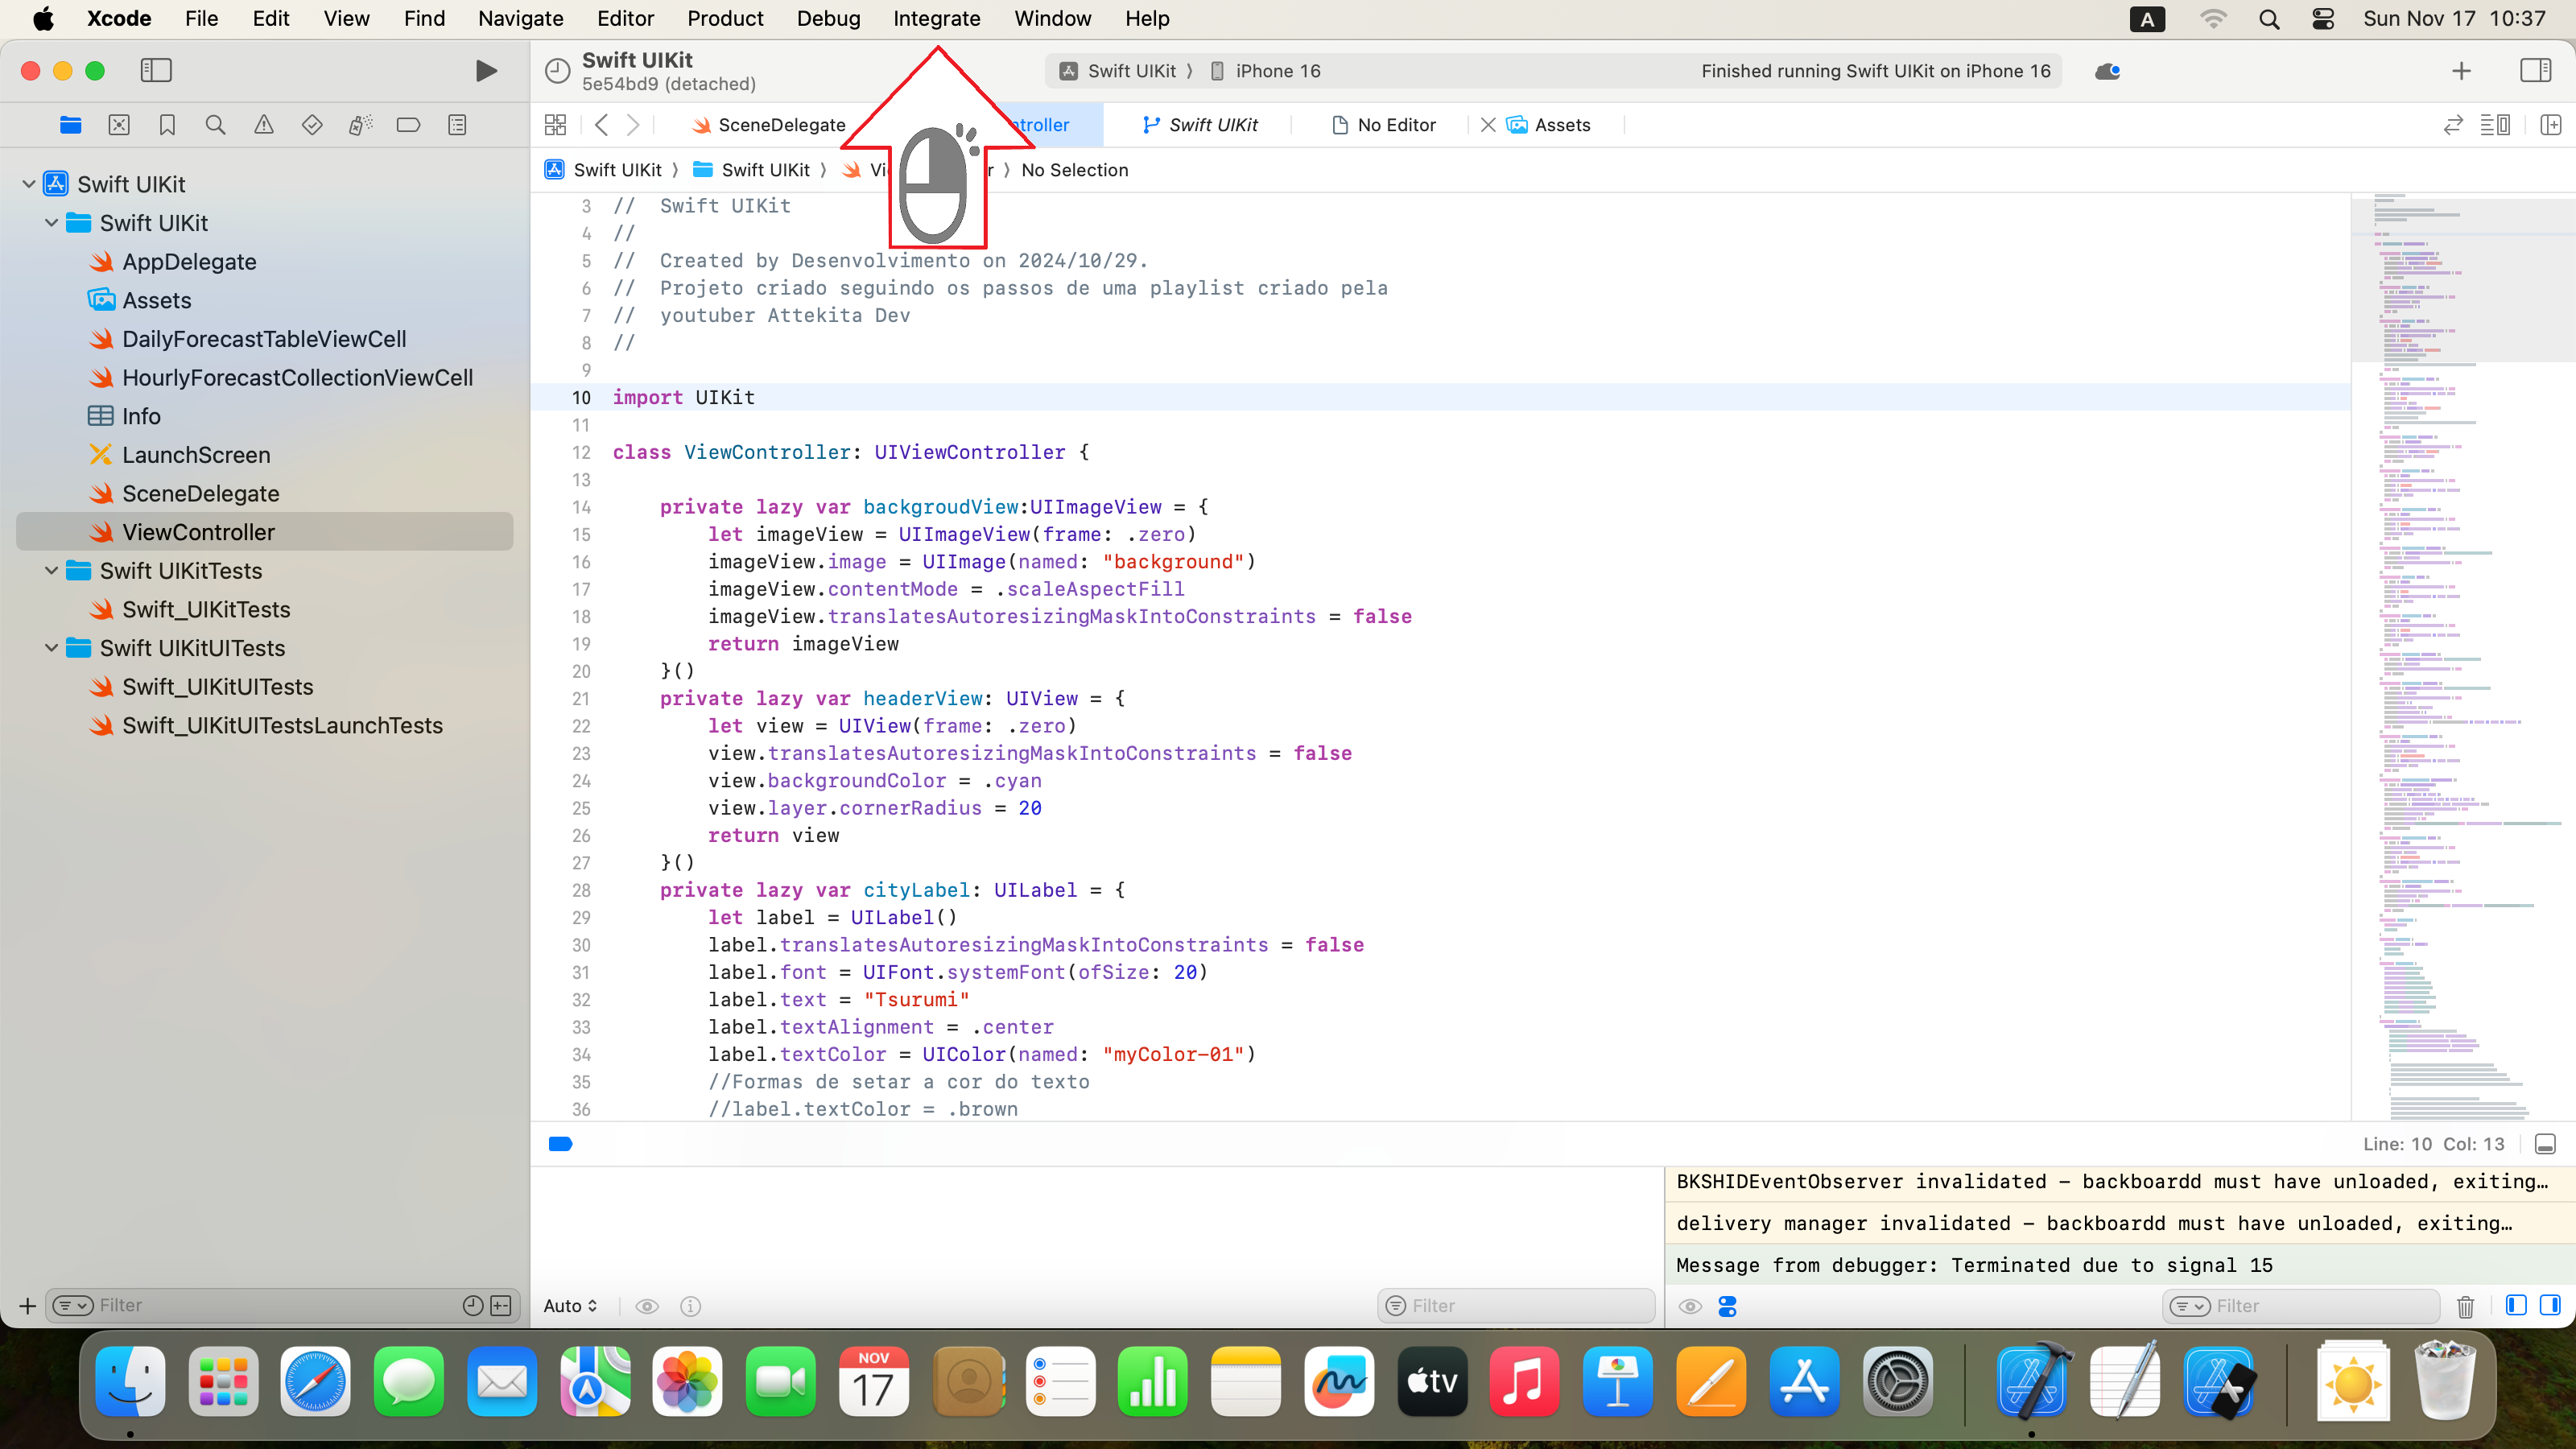 Xcode File Edit View Find Navigate Editor Product Debug Integrate Window Help A Sun Nov 17 10:37
Swift UIKit
5e54bd9 (detached)
Swift UIKit iPhone 16 Finished running Swift UIKit on iPhone 16
SceneDelegate ntroller Swift UIKit No Editor Assets
Swift UIKit Swift UIKit Vi r No Selection
Swift UIKit
Swift UIKit
AppDelegate
Assets
DailyForecastTableViewCell
HourlyForecastCollectionViewCell
Info
LaunchScreen
SceneDelegate
ViewController
Swift UIKitTests
Swift_UIKitTests
Swift UIKitUITests
Swift_UIKitUITests
Swift_UIKitUITestsLaunchTests
Filter
3 // Swift UIKit
4 //
5 // Created by Desenvolvimento on 2024/10/29.
6 // Projeto criado seguindo os passos de uma playlist criado pela
7 // youtuber Attekita Dev
8 //
9
10 import UIKit
11
12 class ViewController: UIViewController {
13
14 private lazy var backgroudView:UIImageView = {
15 let imageView = UIImageView(frame: .zero)
16 imageView.image = UIImage(named: "background")
17 imageView.contentMode = .scaleAspectFill
18 imageView.translatesAutoresizingMaskIntoConstraints = false
19 return imageView
20 }()
21 private lazy var headerView: UIView = {
22 let view = UIView(frame: .zero)
23 view.translatesAutoresizingMaskIntoConstraints = false
24 view.backgroundColor = .cyan
25 view.layer.cornerRadius = 20
26 return view
27 }()
28 private lazy var cityLabel: UILabel = {
29 let label = UILabel()
30 label.translatesAutoresizingMaskIntoConstraints = false
31 label.font = UIFont.systemFont(ofSize: 20)
32 label.text = "Tsurumi"
33 label.textAlignment = .center
34 label.textColor = UIColor(named: "myColor-01")
35 //Formas de setar a cor do texto
36 //label.textColor = .brown
Line: 10 Col: 13
BKSHIDEventObserver invalidated – backboardd must have unloaded, exiting…
delivery manager invalidated – backboardd must have unloaded, exiting…
Message from debugger: Terminated due to signal 15
Auto Filter Filter
NOV
17
tv